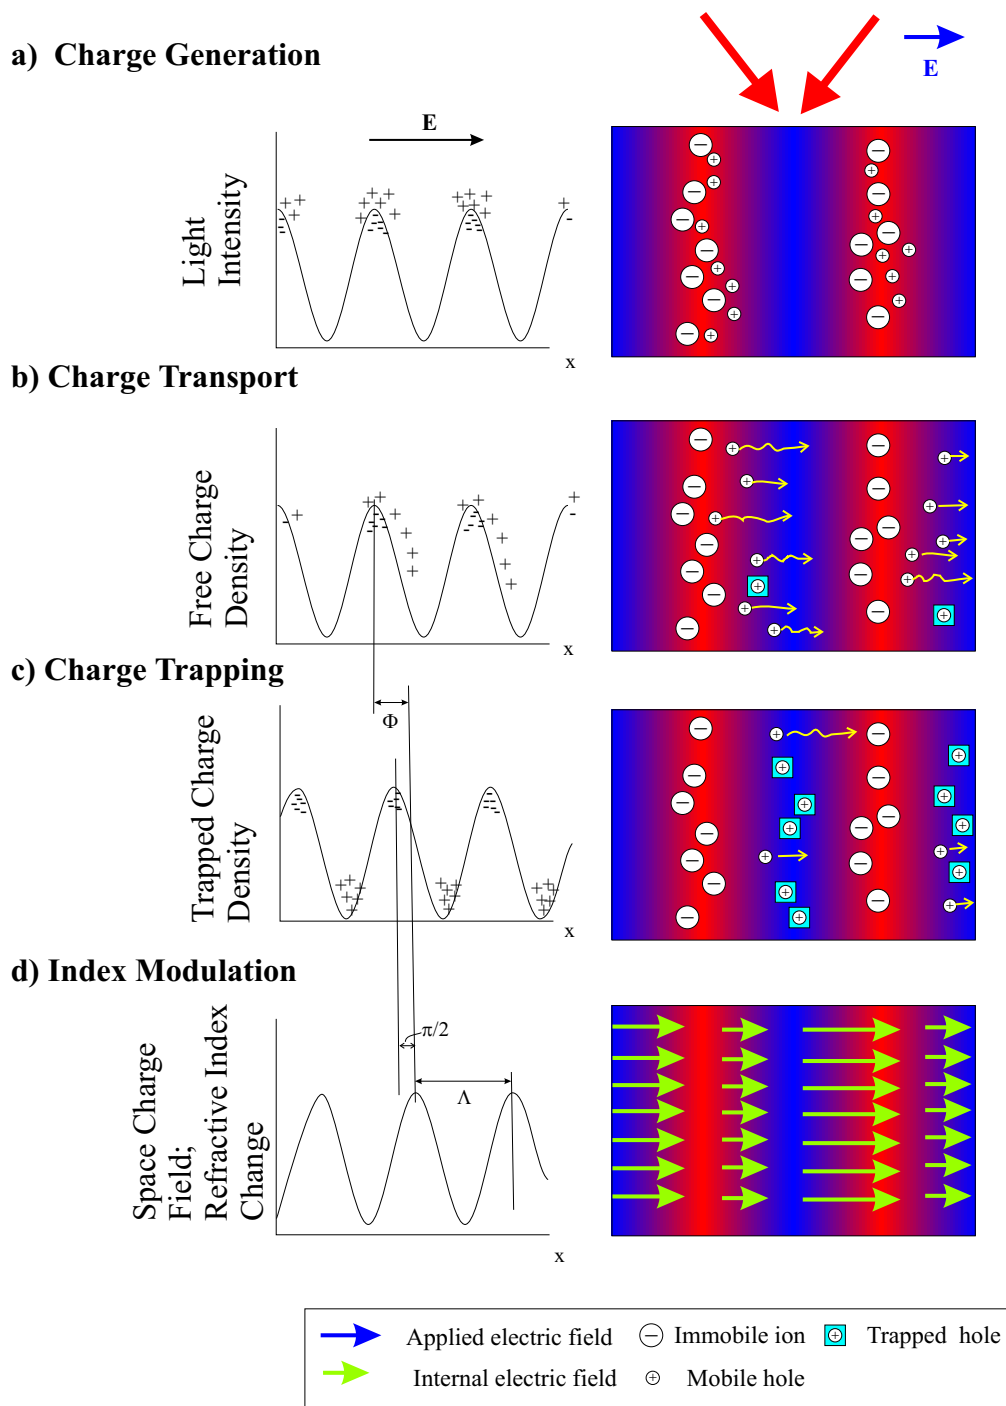 a) Charge Generation
E
E
Light
Intensity
x
b) Charge Transport
Free Charge
Density
x
c) Charge Trapping
Φ
Trapped Charge
Density
x
d) Index Modulation
π/2
Λ
Space Charge
Field;
Refractive Index
Change
x
Applied electric field
Immobile ion
Trapped hole
Internal electric field
Mobile hole